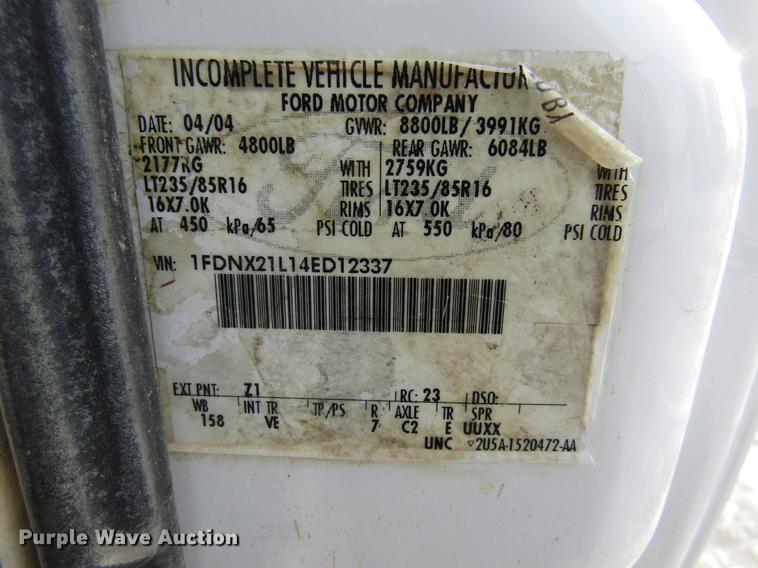 INCOMPLETE VEHICLE MANUFACTUR
FORD MOTOR COMPANY
DATE: 04/04 GVWR: 8800LB/3991KG
FRONT GAWR: 4800LB REAR GAWR: 6084LB
2177KG WITH 2759KG WITH
LT235/85R16 TIRES LT235/85R16 TIRES
16X7.0K RIMS 16X7.0K RIMS
AT 450 kPa/65 PSI COLD AT 550 kPa/80 PSI COLD
VIN: 1FDNX21L14ED12337
EXT PNT: Z1 RC: 23 DSO:
WB INT TR TP/PS R AXLE TR SPR
158 VE 7 C2 E UUXX
UNC ▽2U5A-1520472-AA
Purple Wave Auction